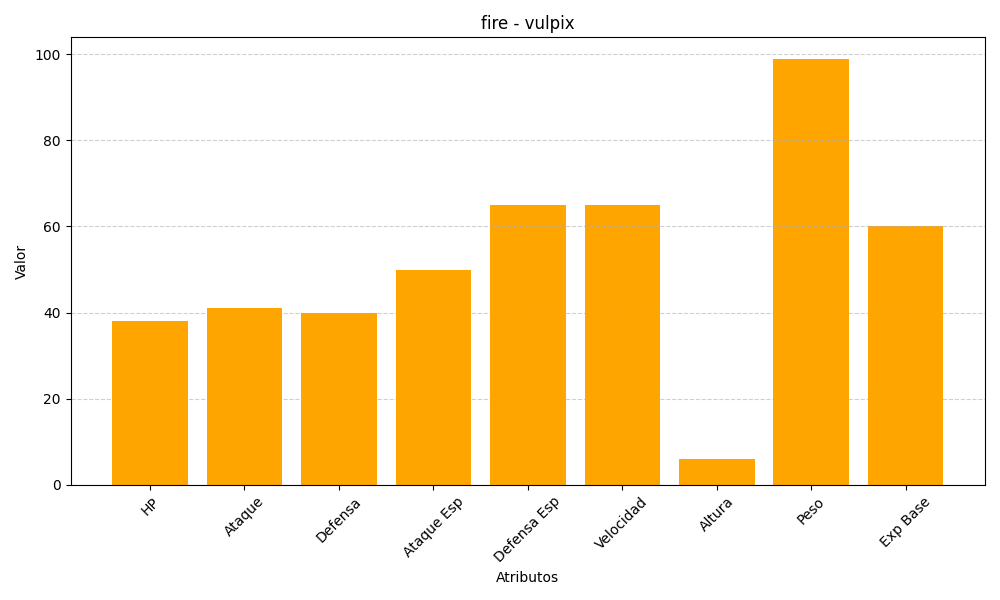 fire - vulpix
Valor
100
80
60
40
20
0
HP
Ataque
Defensa
Ataque Esp
Defensa Esp
Velocidad
Altura
Peso
Exp Base
Atributos